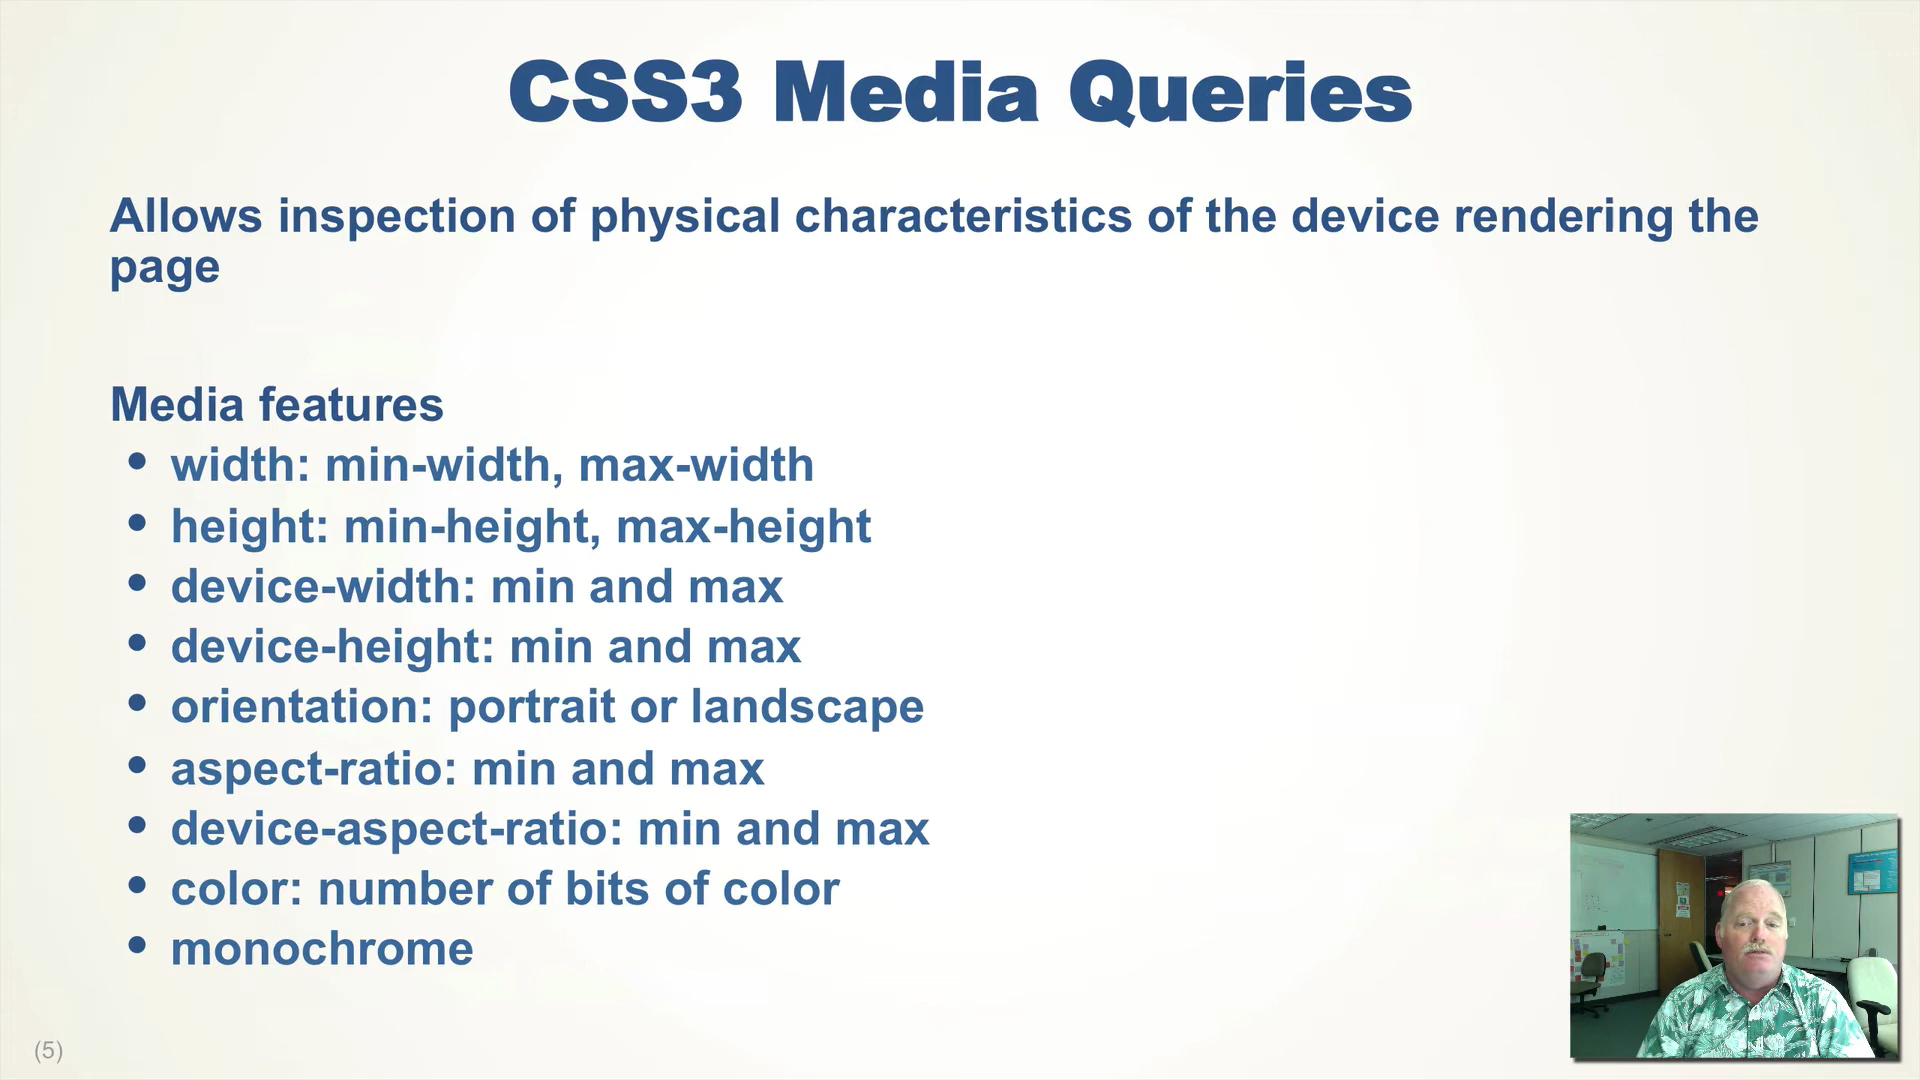 CSS3 Media Queries
Allows inspection of physical characteristics of the device rendering the
page
Media features
• width: min-width, max-width
• height: min-height, max-height
• device-width: min and max
• device-height: min and max
• orientation: portrait or landscape
• aspect-ratio: min and max
• device-aspect-ratio: min and max
• color: number of bits of color
• monochrome
(5)